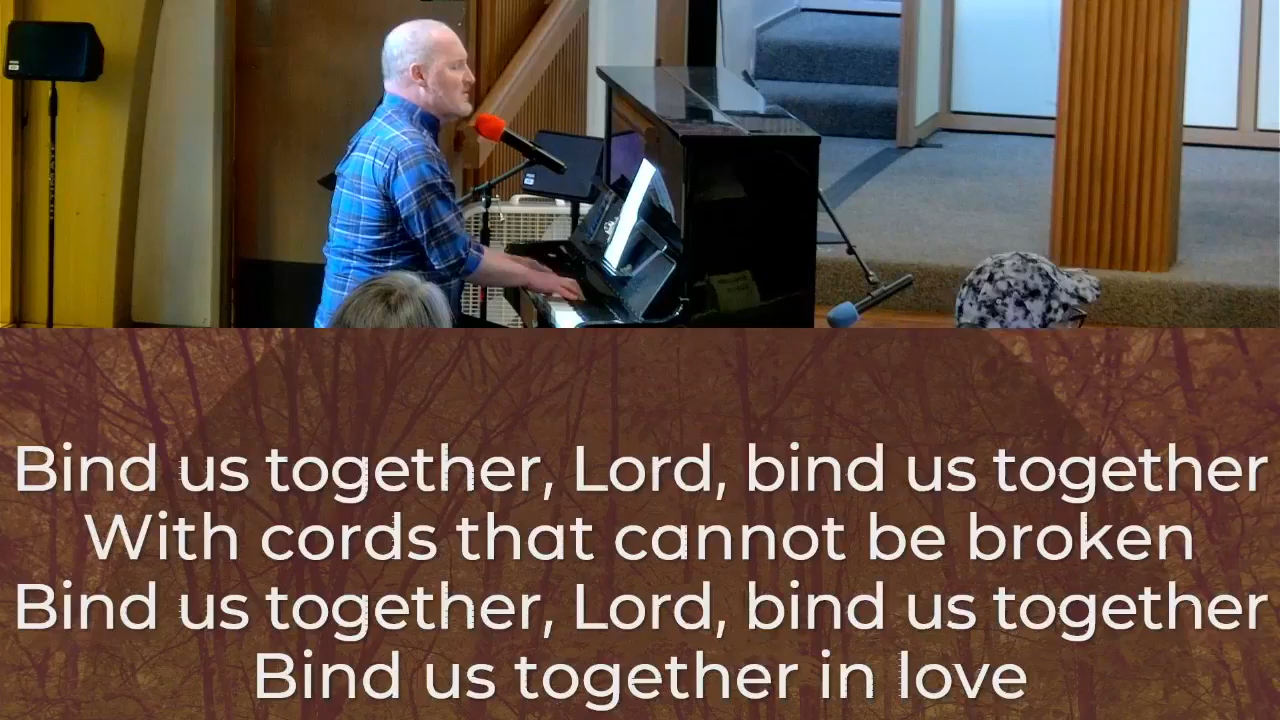 Bind us together, Lord, bind us together
With cords that cannot be broken
Bind us together, Lord, bind us together
Bind us together in love